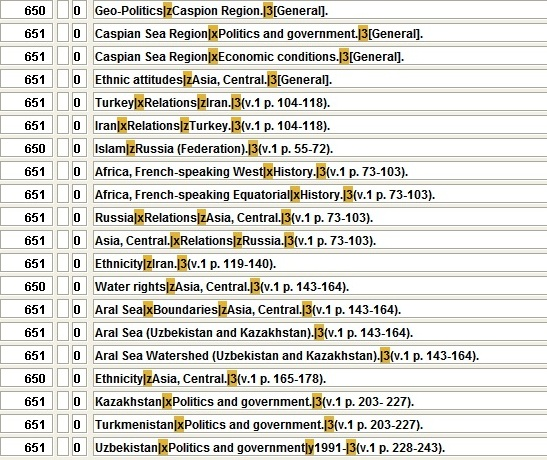 650 0 Geo-Politics|zCaspion Region.|3[General].
651 0 Caspian Sea Region|xPolitics and government.|3[General].
651 0 Caspian Sea Region|xEconomic conditions.|3[General].
651 0 Ethnic attitudes|zAsia, Central.|3[General].
651 0 Turkey|xRelations|zIran.|3(v.1 p. 104-118).
651 0 Iran|xRelations|zTurkey.|3(v.1 p. 104-118).
650 0 Islam|zRussia (Federation).|3(v.1 p. 55-72).
651 0 Africa, French-speaking West|xHistory.|3(v.1 p. 73-103).
651 0 Africa, French-speaking Equatorial|xHistory.|3(v.1 p. 73-103).
651 0 Russia|xRelations|zAsia, Central.|3(v.1 p. 73-103).
651 0 Asia, Central.|xRelations|zRussia.|3(v.1 p. 73-103).
651 0 Ethnicity|zIran.|3(v.1 p. 119-140).
650 0 Water rights|zAsia, Central.|3(v.1 p. 143-164).
651 0 Aral Sea|xBoundaries|zAsia, Central.|3(v.1 p. 143-164).
651 0 Aral Sea (Uzbekistan and Kazakhstan).|3(v.1 p. 143-164).
651 0 Aral Sea Watershed (Uzbekistan and Kazakhstan).|3(v.1 p. 143-164).
650 0 Ethnicity|zAsia, Central.|3(v.1 p. 165-178).
651 0 Kazakhstan|xPolitics and government.|3(v.1 p. 203- 227).
651 0 Turkmenistan|xPolitics and government.|3(v.1 p. 203-227).
651 0 Uzbekistan|xPolitics and government|y1991-|3(v.1 p. 228-243).